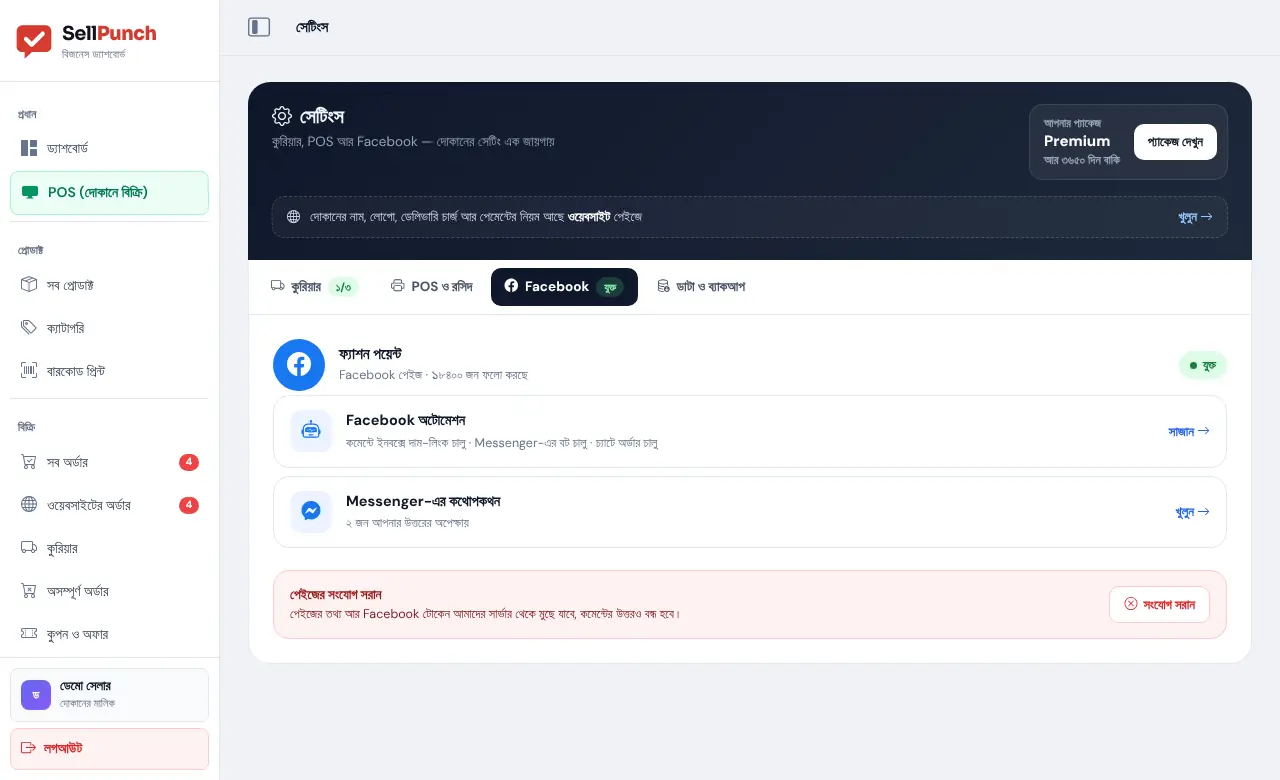 SellPunch
বিজনেস ড্যাশবোর্ড
প্রধান
ড্যাশবোর্ড
POS (দোকানে বিক্রি)
প্রোডাক্ট
সব প্রোডাক্ট
ক্যাটাগরি
বারকোড প্রিন্ট
বিক্রি
সব অর্ডার 4
ওয়েবসাইটের অর্ডার 4
কুরিয়ার
অসম্পূর্ণ অর্ডার
কুপন ও অফার
ড
ডেমো সেলার
দোকানের মালিক
লগআউট
সেটিংস
সেটিংস
কুরিয়ার, POS আর Facebook — দোকানের সেটিং এক জায়গায়
আপনার প্যাকেজ
Premium
আর ৩৬৫০ দিন বাকি
প্যাকেজ দেখুন
দোকানের নাম, লোগো, ডেলিভারি চার্জ আর পেমেন্টের নিয়ম আছে ওয়েবসাইট পেইজে
খুলুন →
কুরিয়ার ১/৩ POS ও রসিদ Facebook যুক্ত ডাটা ও ব্যাকআপ
ফ্যাশন পয়েন্ট
Facebook পেইজ · ১৮৪০০ জন ফলো করছে
যুক্ত
Facebook অটোমেশন
কমেন্টে ইনবক্সে দাম-লিংক চালু · Messenger-এর বট চালু · চ্যাটে অর্ডার চালু
সাজান →
Messenger-এর কথোপকথন
২ জন আপনার উত্তরের অপেক্ষায়
খুলুন →
পেইজের সংযোগ সরান
পেইজের তথ্য আর Facebook টোকেন আমাদের সার্ভার থেকে মুছে যাবে, কমেন্টের উত্তরও বন্ধ হবে।
সংযোগ সরান